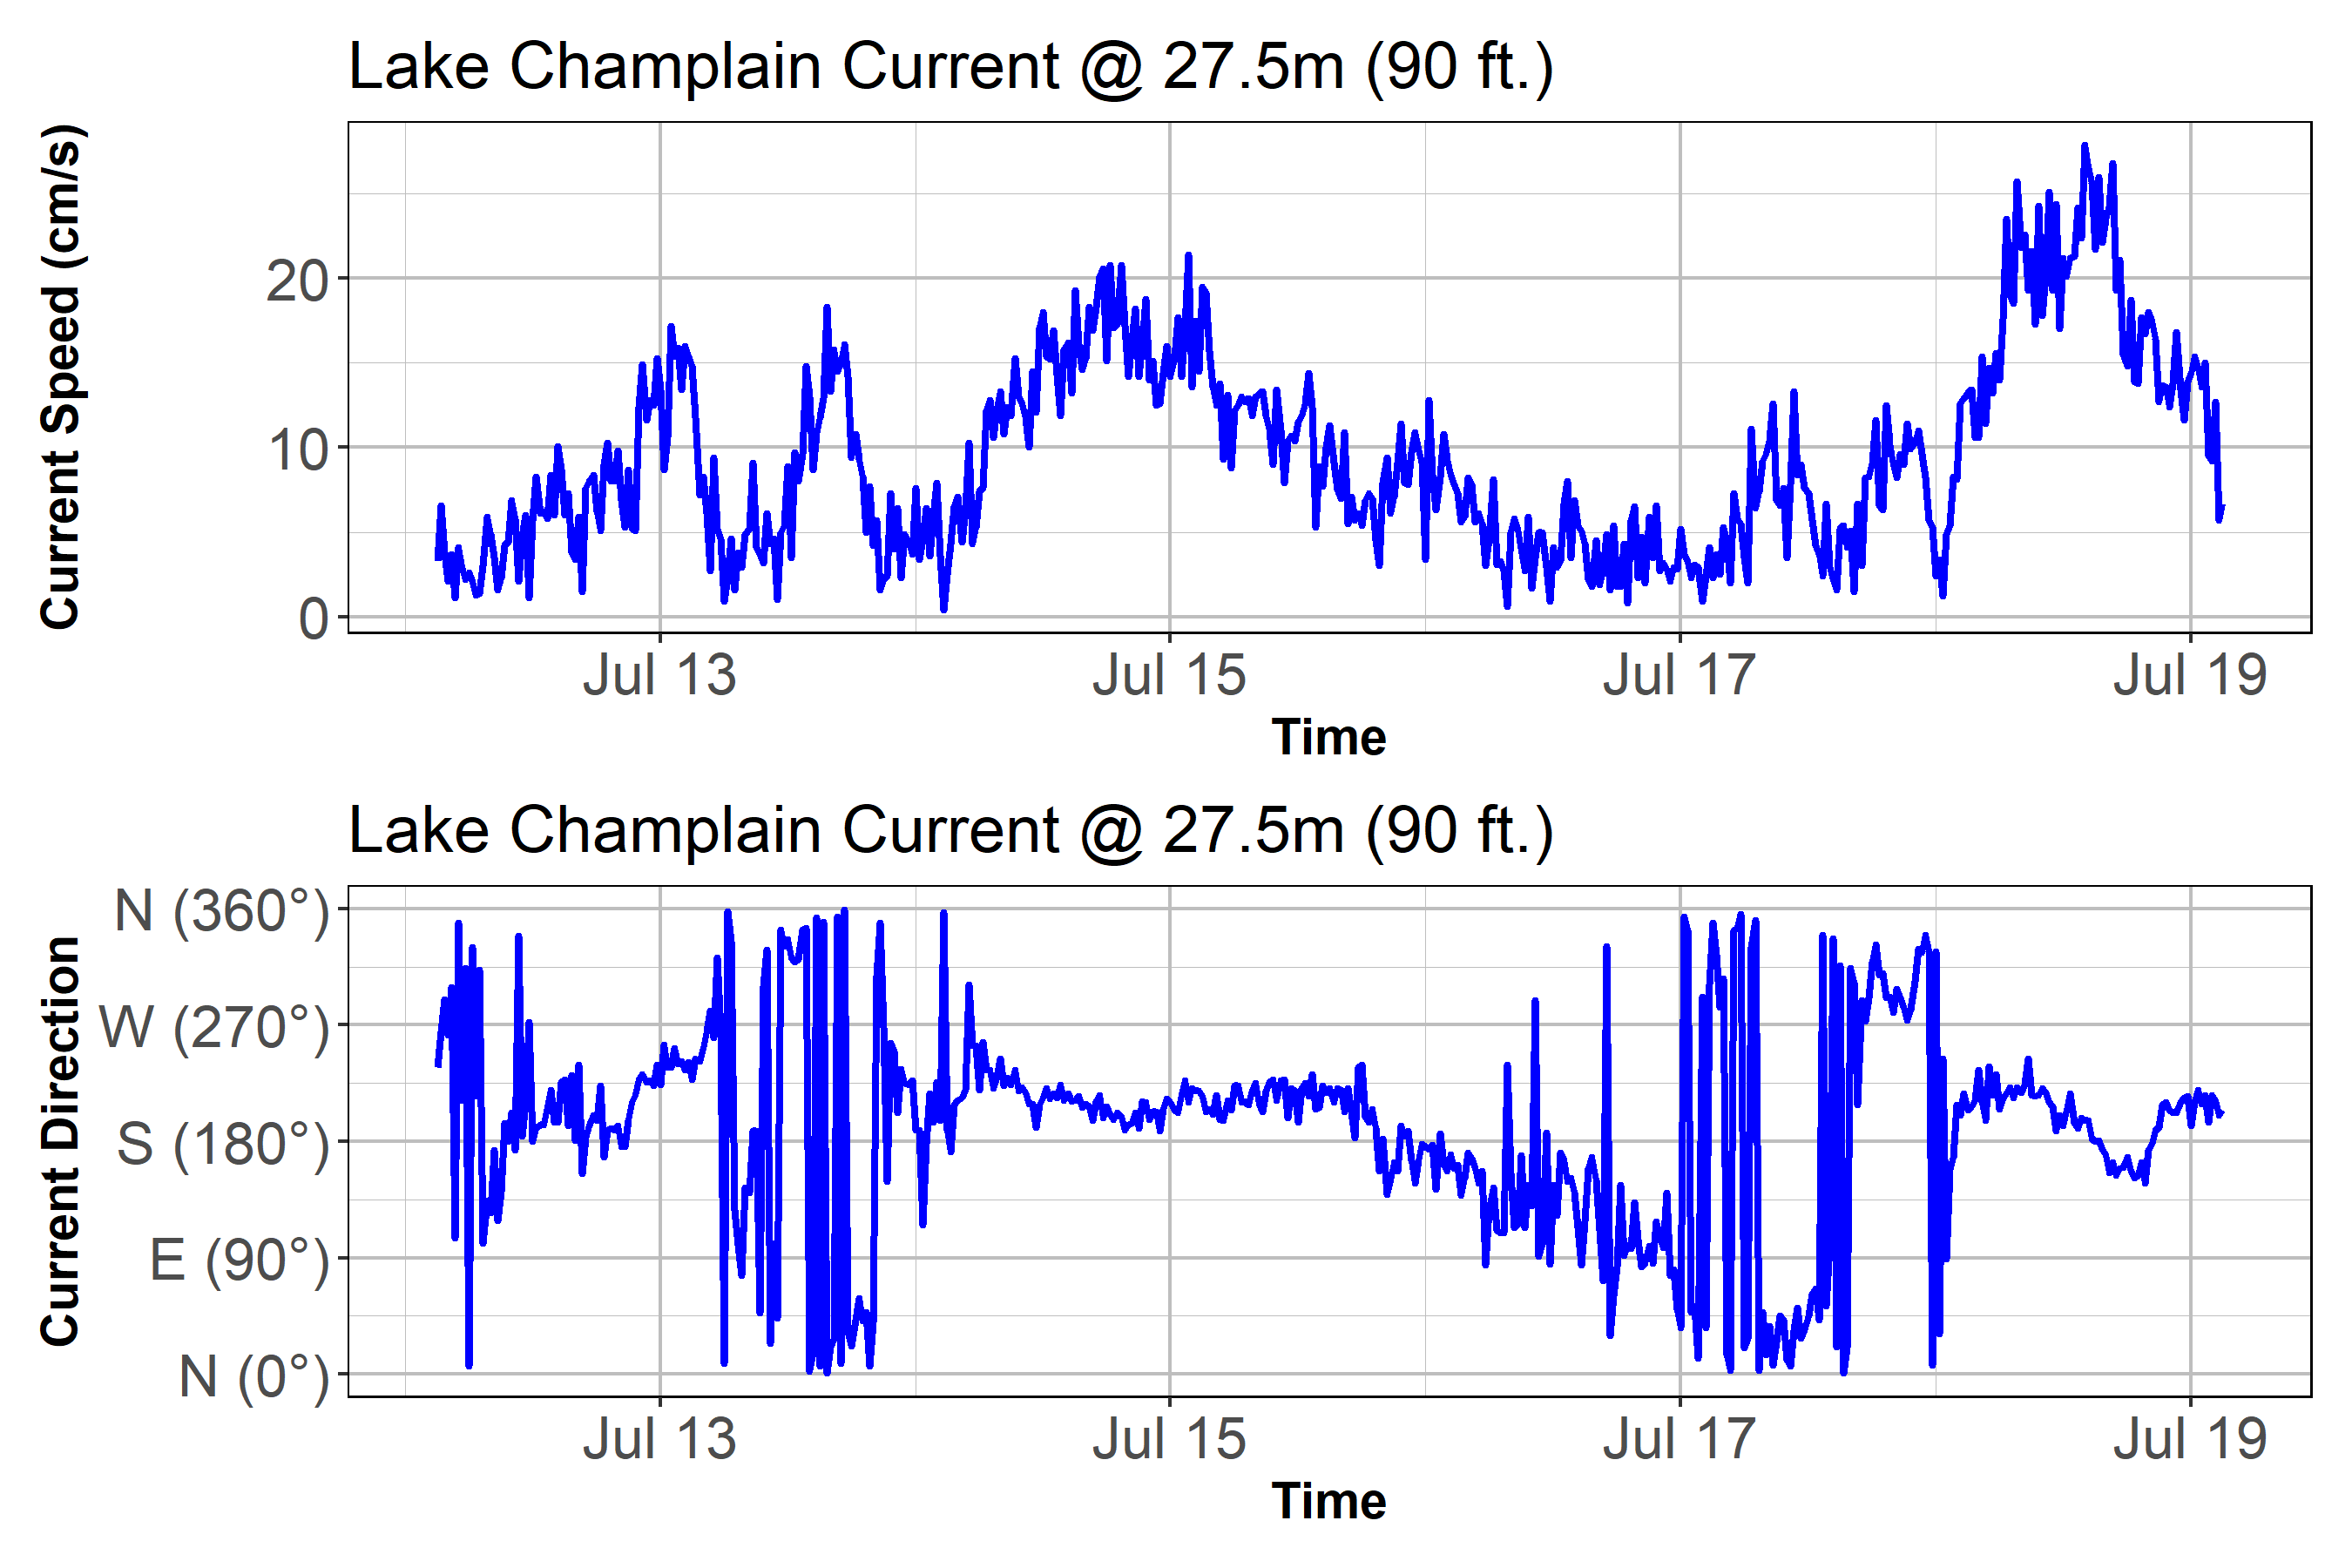 Lake Champlain Current @ 27.5m (90 ft.)
Current Speed (cm/s)
20
10
0
Jul 13 Jul 15 Jul 17 Jul 19
Time
Lake Champlain Current @ 27.5m (90 ft.)
Current Direction
N (360°)
W (270°)
S (180°)
E (90°)
N (0°)
Jul 13 Jul 15 Jul 17 Jul 19
Time